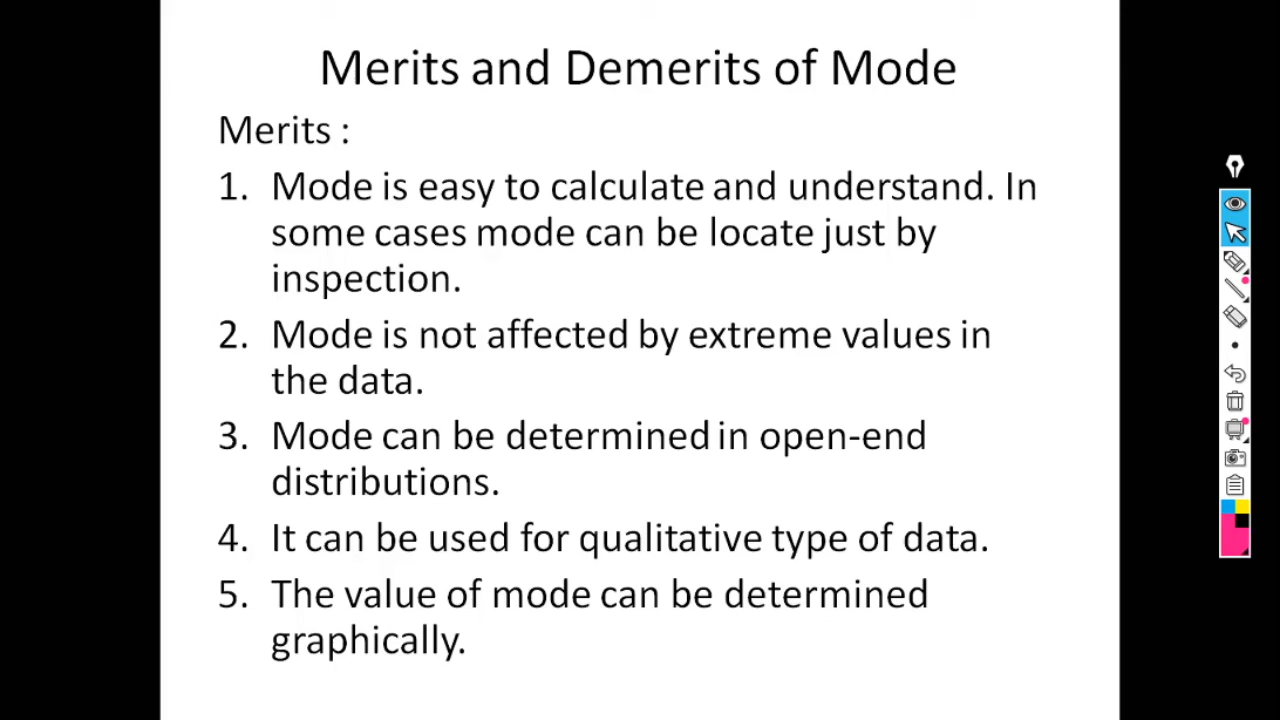 Merits and Demerits of Mode
Merits :
1. Mode is easy to calculate and understand. In
some cases mode can be locate just by
inspection.
2. Mode is not affected by extreme values in
the data.
3. Mode can be determined in open-end
distributions.
4. It can be used for qualitative type of data.
5. The value of mode can be determined
graphically.